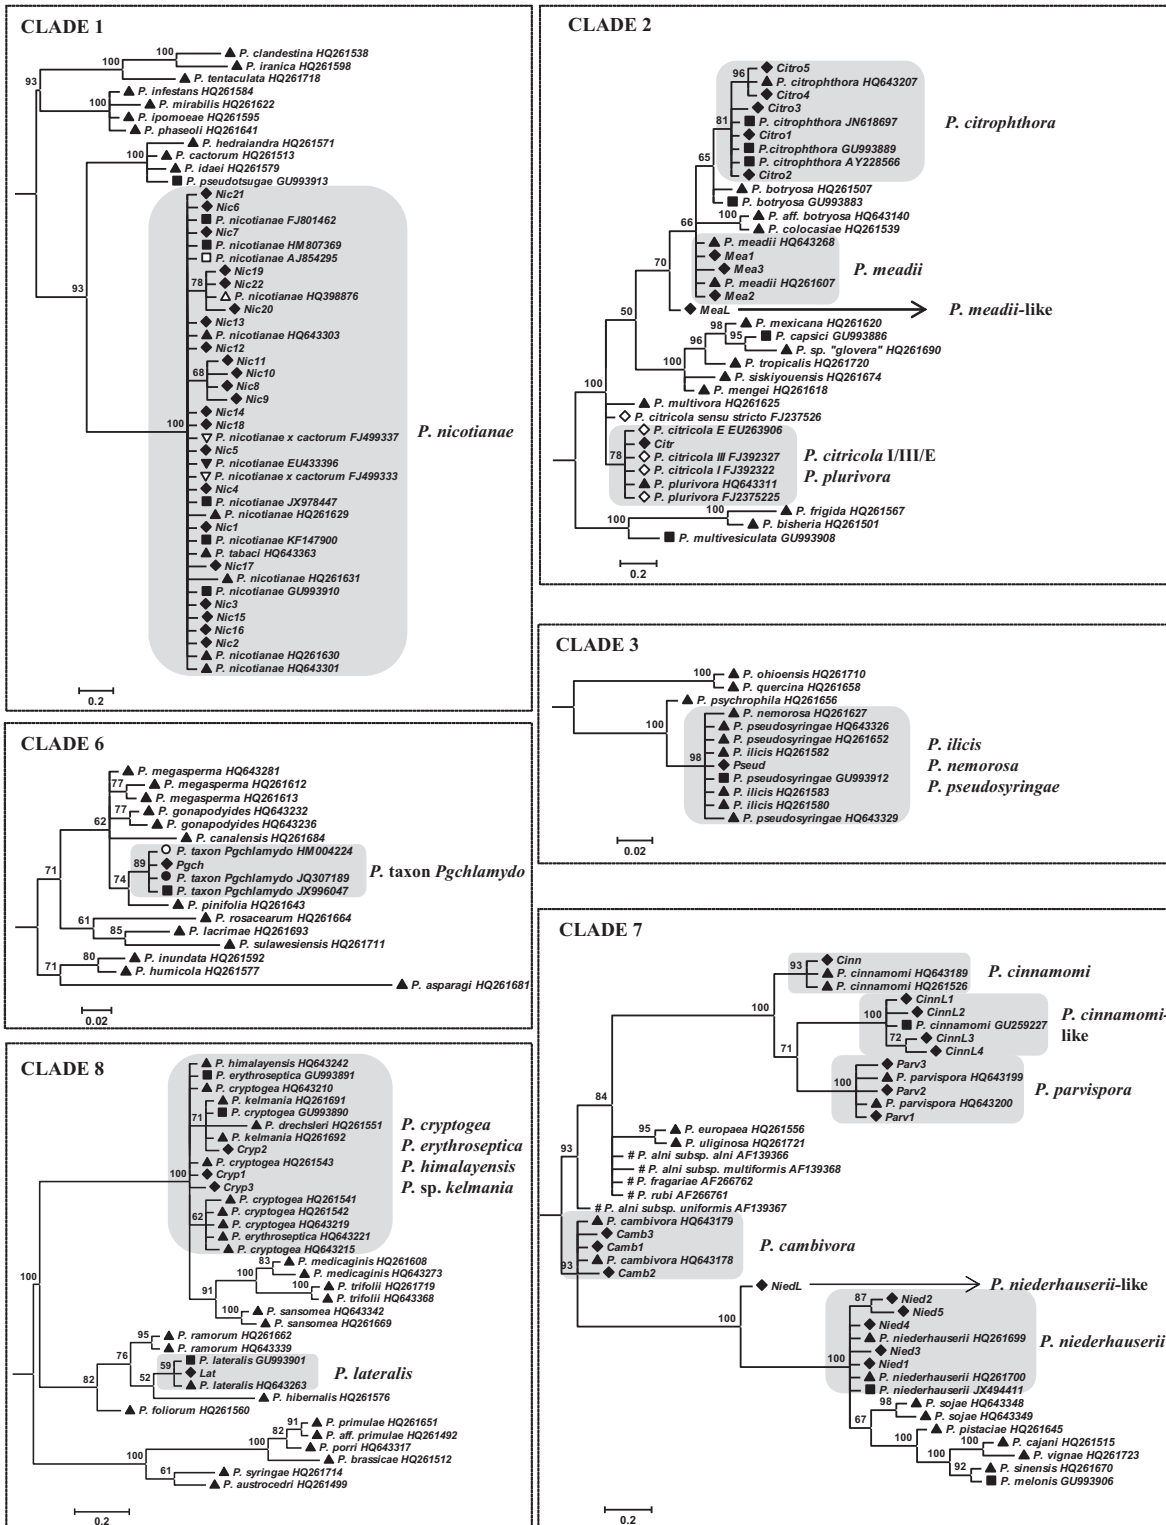 CLADE 1
100
P. clandestina HQ261538
100
P. iranica HQ261598
P. tentaculata HQ261718
93
P. infestans HQ261584
100
P. mirabilis HQ261622
P. ipomoeae HQ261595
P. phaseoli HQ261641
P. hedraiandra HQ261571
100
P. cactorum HQ261513
P. idaei HQ261579
P. pseudotsugae GU993913
Nic21
Nic6
P. nicotianae FJ801462
Nic7
P. nicotianae HM807369
P. nicotianae AJ854295
Nic19
78
Nic22
93
P. nicotianae HQ398876
Nic20
Nic13
P. nicotianae HQ643303
Nic12
Nic11
68
Nic10
Nic8
Nic9
Nic14
Nic18
100
P. nicotianae x cactorum FJ499337
P. nicotianae
Nic5
P. nicotianae EU433396
P. nicotianae x cactorum FJ499333
Nic4
P. nicotianae JX978447
P. nicotianae HQ261629
Nic1
P. nicotianae KF147900
P. tabaci HQ643363
Nic17
P. nicotianae HQ261631
P. nicotianae GU993910
Nic3
Nic15
Nic16
Nic2
P. nicotianae HQ261630
P. nicotianae HQ643301
0.2
CLADE 2
Citro5
96
P. citrophthora HQ643207
Citro4
Citro3
81
P. citrophthora JN618697
P. citrophthora
Citro1
P.citrophthora GU993889
65
P. citrophthora AY228566
Citro2
P. botryosa HQ261507
P. botryosa GU993883
66
100
P. aff. botryosa HQ643140
P. colocasiae HQ261539
P. meadii HQ643268
Mea1
70
Mea3
P. meadii
P. meadii HQ261607
Mea2
50
MeaL
P. meadii-like
98
P. mexicana HQ261620
96
95
P. capsici GU993886
P. sp. "glovera" HQ261690
P. tropicalis HQ261720
100
P. siskiyouensis HQ261674
100
P. mengei HQ261618
P. multivora HQ261625
P. citricola sensu stricto FJ237526
P. citricola E EU263906
Citr
78
P. citricola III FJ392327
P. citricola I/III/E
P. citricola I FJ392322
P. plurivora
P. plurivora HQ643311
P. plurivora FJ2375225
100
P. frigida HQ261567
100
P. bisheria HQ261501
P. multivesiculata GU993908
0.2
CLADE 3
100
P. ohioensis HQ261710
P. quercina HQ261658
P. psychrophila HQ261656
P. nemorosa HQ261627
100
P. pseudosyringae HQ643326
P. pseudosyringae HQ261652
P. ilicis
P. ilicis HQ261582
98
Pseud
P. nemorosa
P. pseudosyringae GU993912
P. pseudosyringae
P. ilicis HQ261583
P. ilicis HQ261580
P. pseudosyringae HQ643329
0.02
CLADE 6
P. megasperma HQ643281
77
P. megasperma HQ261612
P. megasperma HQ261613
77
P. gonapodyides HQ643232
62
P. gonapodyides HQ643236
P. canalensis HQ261684
P. taxon Pgchlamydo HM004224
71
89
Pgch
P. taxon Pgchlamydo
74
P. taxon Pgchlamydo JQ307189
P. taxon Pgchlamydo JX996047
P. pinifolia HQ261643
61
P. rosacearum HQ261664
85
P. lacrimae HQ261693
P. sulawesiensis HQ261711
80
P. inundata HQ261592
71
P. humicola HQ261577
P. asparagi HQ261681
0.02
CLADE 7
93
Cinn
P. cinnamomi HQ643189
P. cinnamomi
P. cinnamomi HQ261526
100
CinnL1
100
CinnL2
P. cinnamomi-
P. cinnamomi GU259227
like
72
CinnL3
71
CinnL4
Parv3
100
P. parvispora HQ643199
Parv2
P. parvispora
84
P. parvispora HQ643200
Parv1
95
P. europaea HQ261556
P. uliginosa HQ261721
93
# P. alni subsp. alni AF139366
# P. alni subsp. multiformis AF139368
# P. fragariae AF266762
# P. rubi AF266761
# P. alni subsp. uniformis AF139367
P. cambivora HQ643179
Camb3
Camb1
P. cambivora
P. cambivora HQ643178
93
Camb2
NiedL
P. niederhauserii-like
87
Nied2
Nied5
100
Nied4
P. niederhauserii HQ261699
P. niederhauserii
Nied3
100
Nied1
P. niederhauserii HQ261700
P. niederhauserii JX494411
98
P. sojae HQ643348
67
P. sojae HQ643349
100
P. pistaciae HQ261645
100
100
P. cajani HQ261515
P. vignae HQ261723
92
P. sinensis HQ261670
P. melonis GU993906
0.2
CLADE 8
P. himalayensis HQ643242
P. erythroseptica GU993891
P. cryptogea HQ643210
P. kelmania HQ261691
71
P. cryptogea GU993890
P. drechsleri HQ261551
P. cryptogea
P. kelmania HQ261692
P. erythroseptica
Cryp2
P. cryptogea HQ261543
P. himalayensis
100
Cryp1
Cryp3
P. sp. kelmania
P. cryptogea HQ261541
P. cryptogea HQ261542
62
P. cryptogea HQ643219
P. erythroseptica HQ643221
P. cryptogea HQ643215
83
P. medicaginis HQ261608
P. medicaginis HQ643273
100
91
100
P. trifolii HQ261719
P. trifolii HQ643368
100
P. sansomea HQ643342
P. sansomea HQ261669
95
P. ramorum HQ261662
P. ramorum HQ643339
76
P. lateralis GU993901
59
Lat
P. lateralis
82
52
P. lateralis HQ643263
P. hibernalis HQ261576
P. foliorum HQ261560
91
P. primulae HQ261651
82
P. aff. primulae HQ261492
100
P. porri HQ643317
100
P. brassicae HQ261512
61
P. syringae HQ261714
P. austrocedri HQ261499
0.2